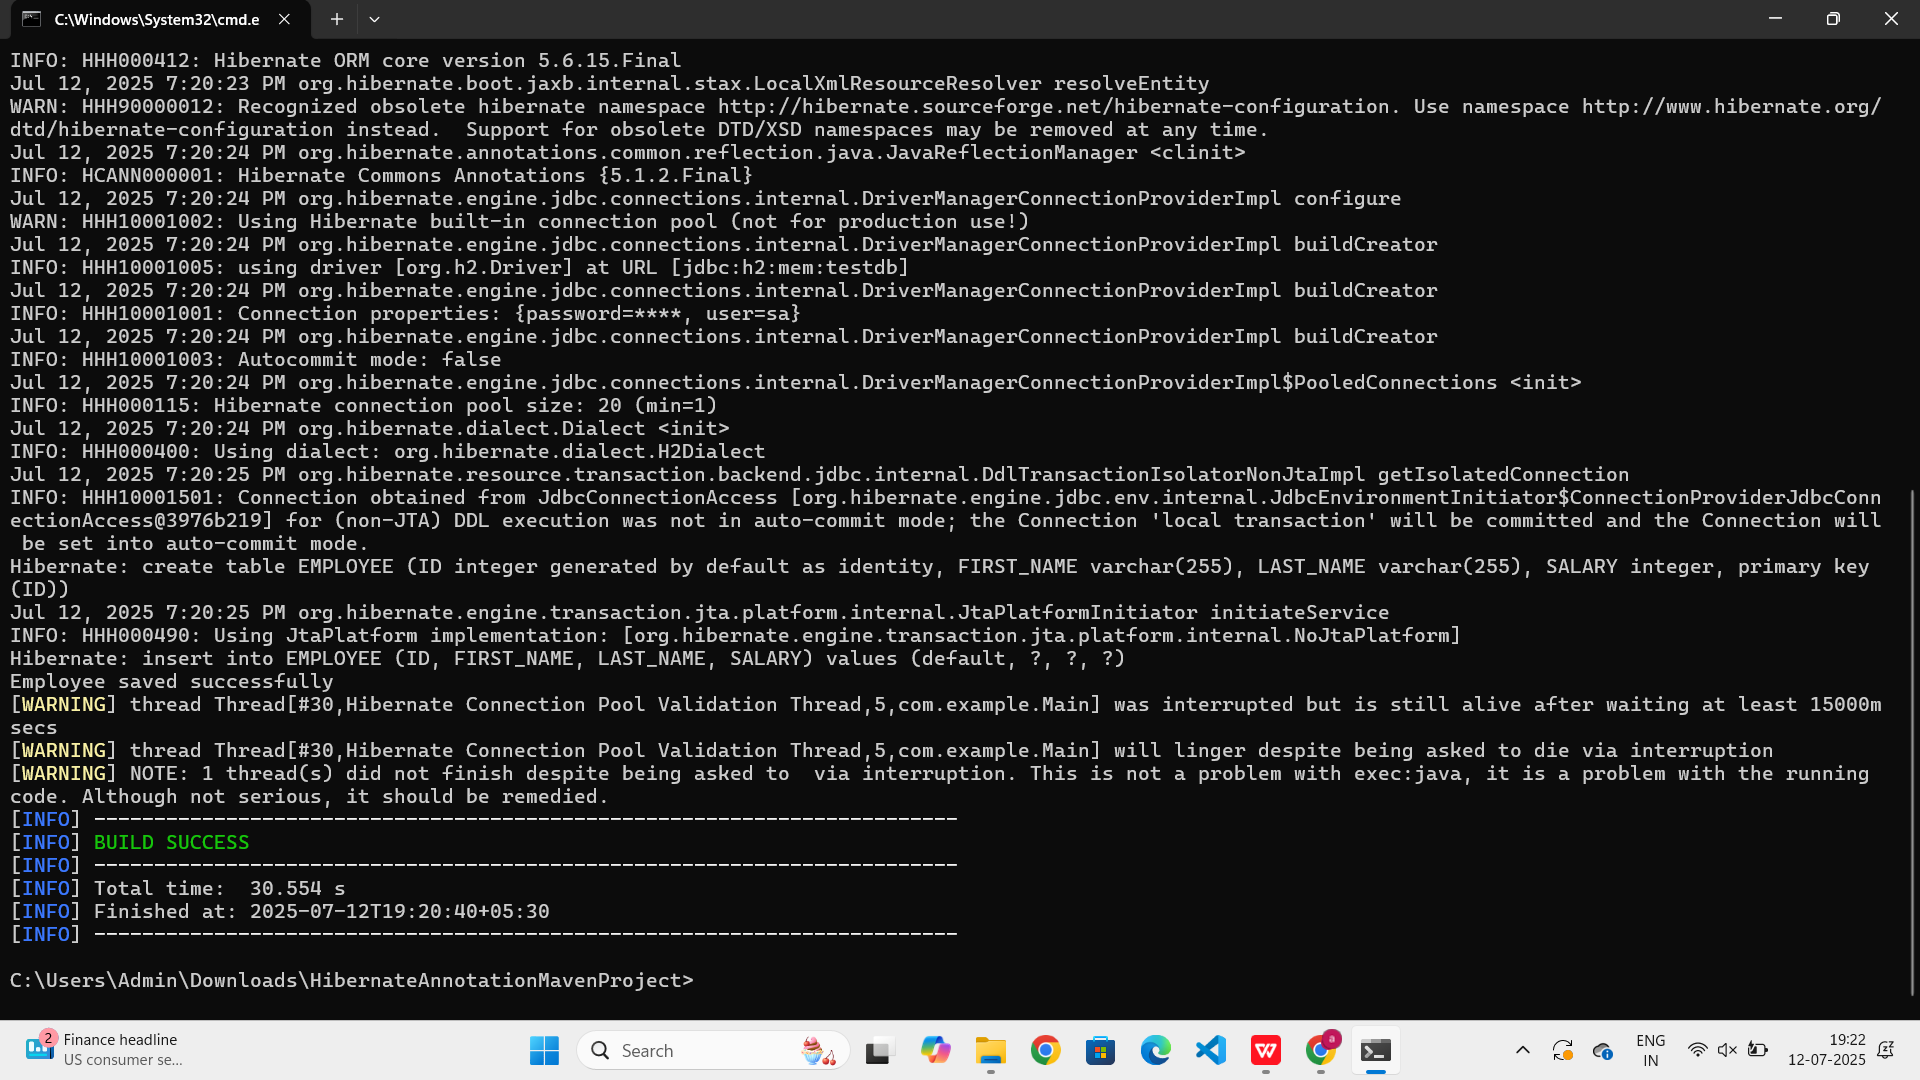 C:\Windows\System32\cmd.e
INFO: HHH000412: Hibernate ORM core version 5.6.15.Final
Jul 12, 2025 7:20:23 PM org.hibernate.boot.jaxb.internal.stax.LocalXmlResourceResolver resolveEntity
WARN: HHH90000012: Recognized obsolete hibernate namespace http://hibernate.sourceforge.net/hibernate-configuration. Use namespace http://www.hibernate.org/
dtd/hibernate-configuration instead.  Support for obsolete DTD/XSD namespaces may be removed at any time.
Jul 12, 2025 7:20:24 PM org.hibernate.annotations.common.reflection.java.JavaReflectionManager <clinit>
INFO: HCANN000001: Hibernate Commons Annotations {5.1.2.Final}
Jul 12, 2025 7:20:24 PM org.hibernate.engine.jdbc.connections.internal.DriverManagerConnectionProviderImpl configure
WARN: HHH10001002: Using Hibernate built-in connection pool (not for production use!)
Jul 12, 2025 7:20:24 PM org.hibernate.engine.jdbc.connections.internal.DriverManagerConnectionProviderImpl buildCreator
INFO: HHH10001005: using driver [org.h2.Driver] at URL [jdbc:h2:mem:testdb]
Jul 12, 2025 7:20:24 PM org.hibernate.engine.jdbc.connections.internal.DriverManagerConnectionProviderImpl buildCreator
INFO: HHH10001001: Connection properties: {password=****, user=sa}
Jul 12, 2025 7:20:24 PM org.hibernate.engine.jdbc.connections.internal.DriverManagerConnectionProviderImpl buildCreator
INFO: HHH10001003: Autocommit mode: false
Jul 12, 2025 7:20:24 PM org.hibernate.engine.jdbc.connections.internal.DriverManagerConnectionProviderImpl$PooledConnections <init>
INFO: HHH000115: Hibernate connection pool size: 20 (min=1)
Jul 12, 2025 7:20:24 PM org.hibernate.dialect.Dialect <init>
INFO: HHH000400: Using dialect: org.hibernate.dialect.H2Dialect
Jul 12, 2025 7:20:25 PM org.hibernate.resource.transaction.backend.jdbc.internal.DdlTransactionIsolatorNonJtaImpl getIsolatedConnection
INFO: HHH10001501: Connection obtained from JdbcConnectionAccess [org.hibernate.engine.jdbc.env.internal.JdbcEnvironmentInitiator$ConnectionProviderJdbcConn
ectionAccess@3976b219] for (non-JTA) DDL execution was not in auto-commit mode; the Connection 'local transaction' will be committed and the Connection will
 be set into auto-commit mode.
Hibernate: create table EMPLOYEE (ID integer generated by default as identity, FIRST_NAME varchar(255), LAST_NAME varchar(255), SALARY integer, primary key
(ID))
Jul 12, 2025 7:20:25 PM org.hibernate.engine.transaction.jta.platform.internal.JtaPlatformInitiator initiateService
INFO: HHH000490: Using JtaPlatform implementation: [org.hibernate.engine.transaction.jta.platform.internal.NoJtaPlatform]
Hibernate: insert into EMPLOYEE (ID, FIRST_NAME, LAST_NAME, SALARY) values (default, ?, ?, ?)
Employee saved successfully
[WARNING] thread Thread[#30,Hibernate Connection Pool Validation Thread,5,com.example.Main] was interrupted but is still alive after waiting at least 15000m
secs
[WARNING] thread Thread[#30,Hibernate Connection Pool Validation Thread,5,com.example.Main] will linger despite being asked to die via interruption
[WARNING] NOTE: 1 thread(s) did not finish despite being asked to  via interruption. This is not a problem with exec:java, it is a problem with the running
code. Although not serious, it should be remedied.
[INFO] ------------------------------------------------------------------------
[INFO] BUILD SUCCESS
[INFO] ------------------------------------------------------------------------
[INFO] Total time:  30.554 s
[INFO] Finished at: 2025-07-12T19:20:40+05:30
[INFO] ------------------------------------------------------------------------
C:\Users\Admin\Downloads\HibernateAnnotationMavenProject>
2
Finance headline
US consumer se...
Search
a
ENG
IN
19:22
12-07-2025